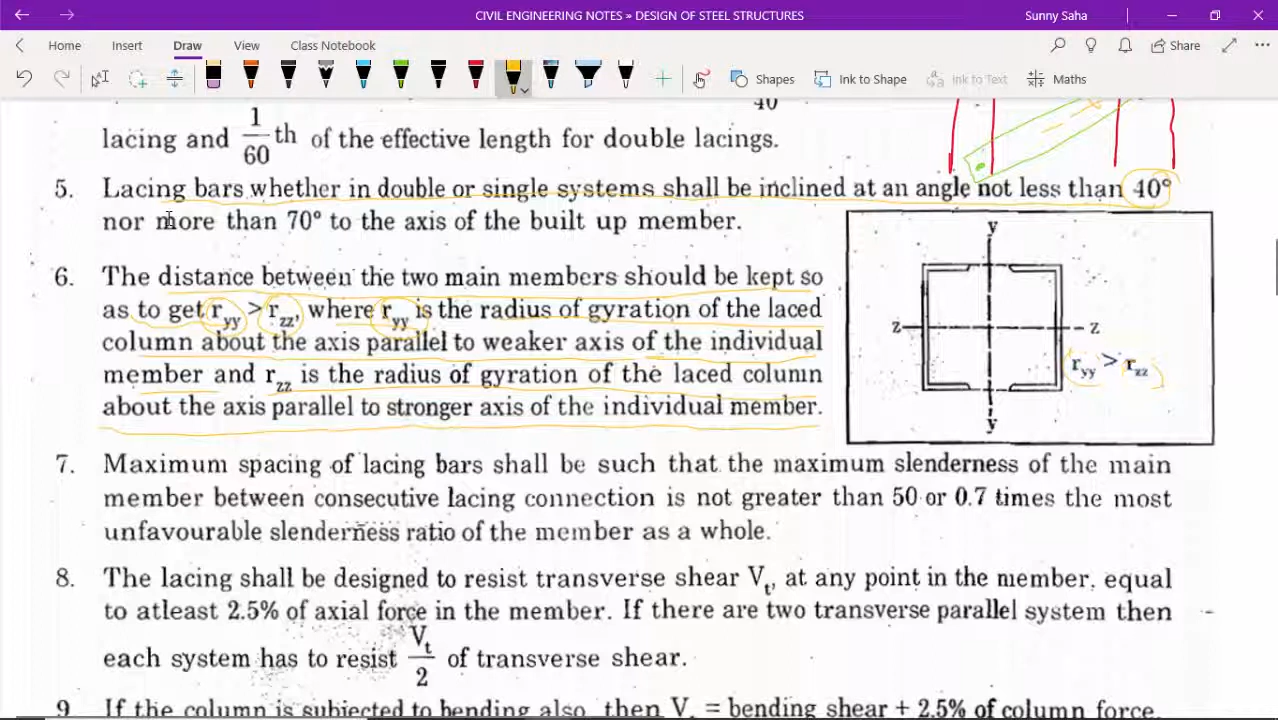 CIVIL ENGINEERING NOTES » DESIGN OF STEEL STRUCTURES
Sunny Saha
Home Insert Draw View Class Notebook
Share
Shapes Ink to Shape Ink to Text Maths
40
lacing and 1/60 th of the effective length for double lacings.
5. Lacing bars whether in double or single systems shall be inclined at an angle not less than 40°
nor more than 70° to the axis of the built up member.
6. The distance between the two main members should be kept so
as to get r_yy > r_zz, where r_yy is the radius of gyration of the laced
column about the axis parallel to weaker axis of the individual
member and r_zz is the radius of gyration of the laced column
about the axis parallel to stronger axis of the individual member.
y
z z
r_yy > r_zz
y
7. Maximum spacing of lacing bars shall be such that the maximum slenderness of the main
member between consecutive lacing connection is not greater than 50 or 0.7 times the most
unfavourable slenderness ratio of the member as a whole.
8. The lacing shall be designed to resist transverse shear V_t, at any point in the member, equal
to atleast 2.5% of axial force in the member. If there are two transverse parallel system then
each system has to resist V_t/2 of transverse shear.
9 If the column is subjected to bending also, then V = bending shear + 2.5% of column force.